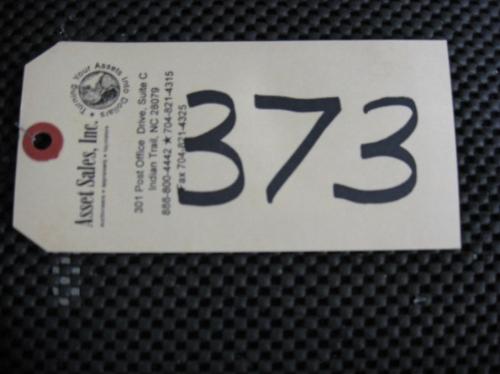 Turning Your Assets Into Dollars
Asset Sales, Inc.
301 Post Office Drive, Suite C
Indian Trail, NC 28079
888-800-4442 ★ 704-821-4315
Fax 704-821-4325
373